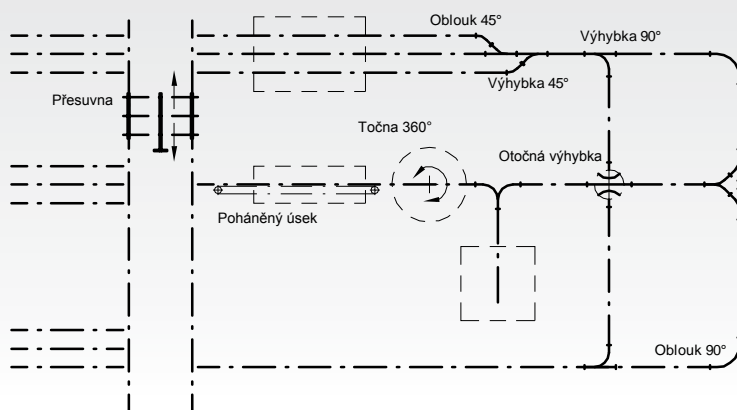 Oblouk 45°
Výhybka 90°
Výhybka 45°
Přesuvna
Točna 360°
Otočná výhybka
Poháněný úsek
Oblouk 90°